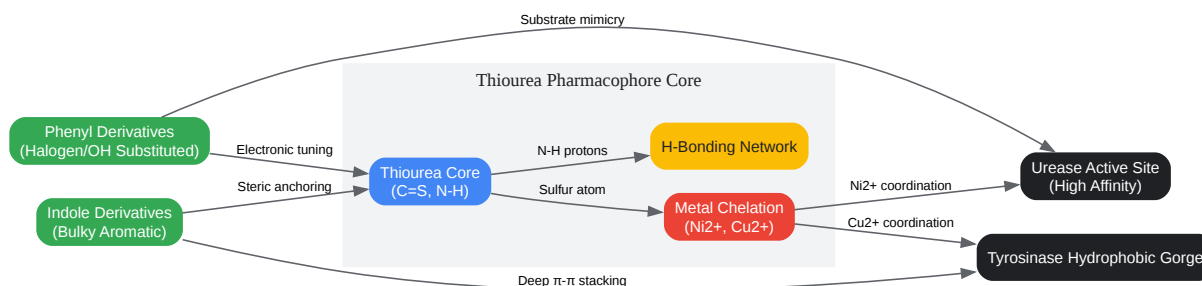 Substrate mimicry
Thiourea Pharmacophore Core
Phenyl Derivatives
(Halogen/OH Substituted)
Electronic tuning
N-H protons
H-Bonding Network
Thiourea Core
(C=S, N-H)
Urease Active Site
(High Affinity)
Steric anchoring
Sulfur atom
Ni2+ coordination
Indole Derivatives
(Bulky Aromatic)
Metal Chelation
(Ni2+, Cu2+)
Cu2+ coordination
Tyrosinase Hydrophobic Gorge
Deep π-π stacking